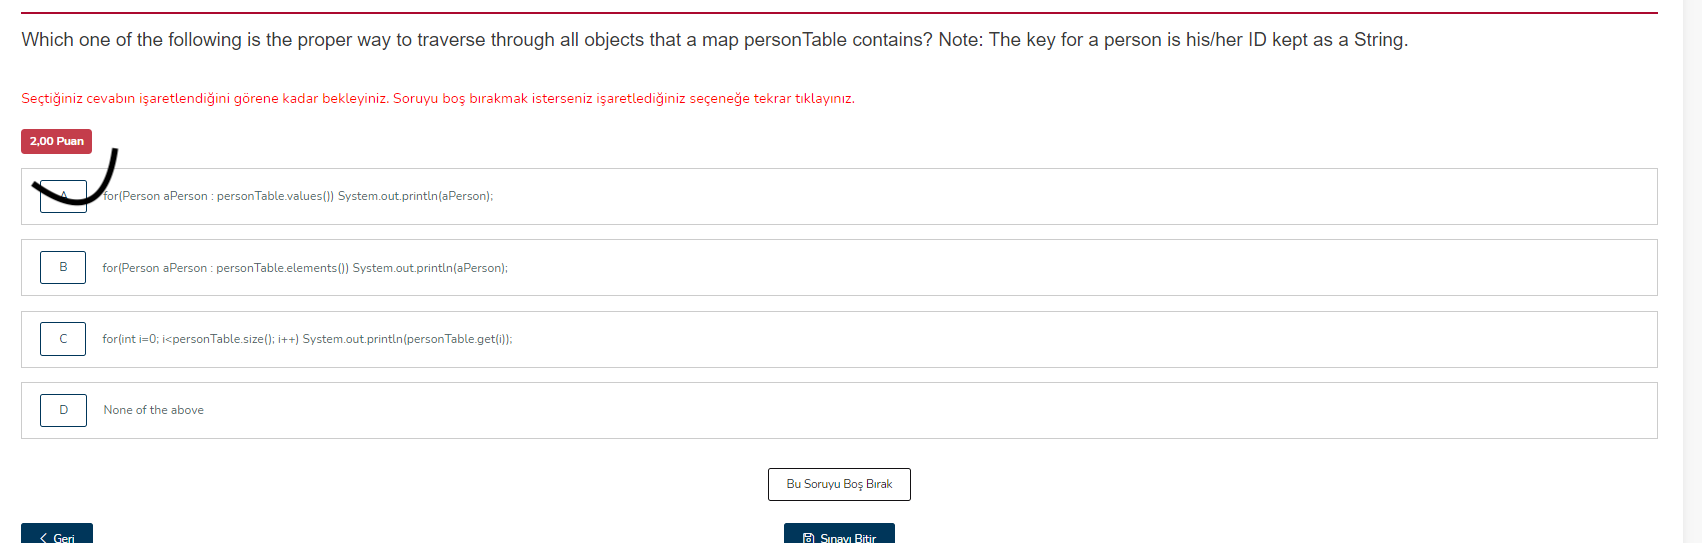 Which one of the following is the proper way to traverse through all objects that a map personTable contains? Note: The key for a person is his/her ID kept as a String.
Seçtiğiniz cevabın işaretlendiğini görene kadar bekleyiniz. Soruyu boş bırakmak isterseniz işaretlediğiniz seçeneğe tekrar tıklayınız.
2,00 Puan
A for(Person aPerson : personTable.values()) System.out.println(aPerson);
B for(Person aPerson : personTable.elements()) System.out.println(aPerson);
C for(int i=0; i<personTable.size(); i++) System.out.println(personTable.get(i));
D None of the above
Bu Soruyu Boş Bırak
Geri Sınavı Bitir